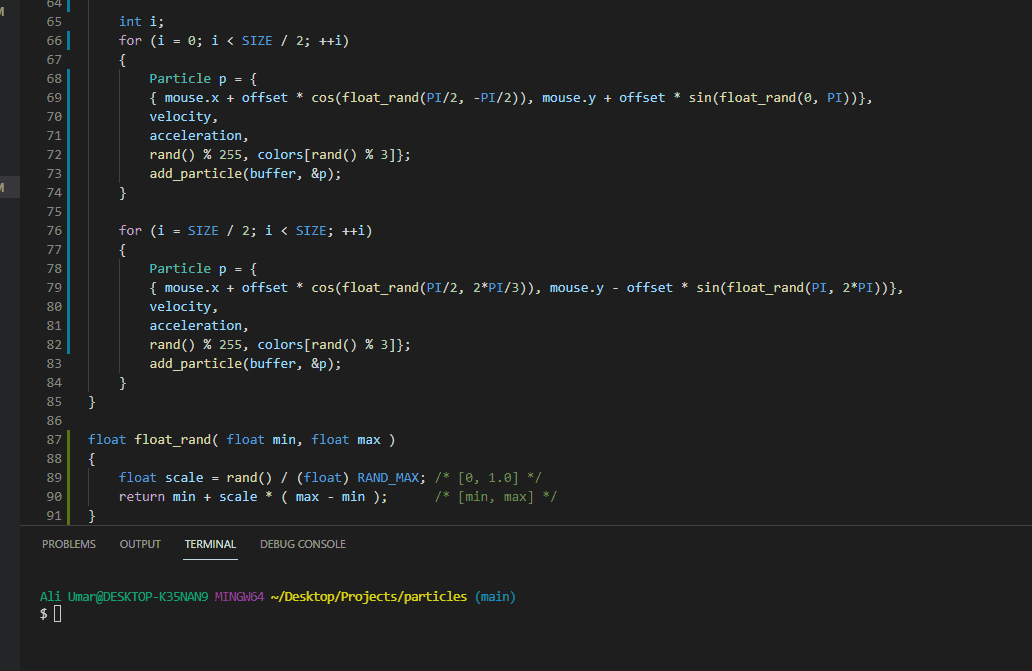 64
65 int i;
66 for (i = 0; i < SIZE / 2; ++i)
67 {
68 Particle p = {
69 { mouse.x + offset * cos(float_rand(PI/2, -PI/2)), mouse.y + offset * sin(float_rand(0, PI))},
70 velocity,
71 acceleration,
72 rand() % 255, colors[rand() % 3]};
73 add_particle(buffer, &p);
74 }
75
76 for (i = SIZE / 2; i < SIZE; ++i)
77 {
78 Particle p = {
79 { mouse.x + offset * cos(float_rand(PI/2, 2*PI/3)), mouse.y - offset * sin(float_rand(PI, 2*PI))},
80 velocity,
81 acceleration,
82 rand() % 255, colors[rand() % 3]};
83 add_particle(buffer, &p);
84 }
85 }
86
87 float float_rand( float min, float max )
88 {
89 float scale = rand() / (float) RAND_MAX; /* [0, 1.0] */
90 return min + scale * ( max - min ); /* [min, max] */
91 }
PROBLEMS OUTPUT TERMINAL DEBUG CONSOLE
Ali Umar@DESKTOP-K35NAN9 MINGW64 ~/Desktop/Projects/particles (main)
$